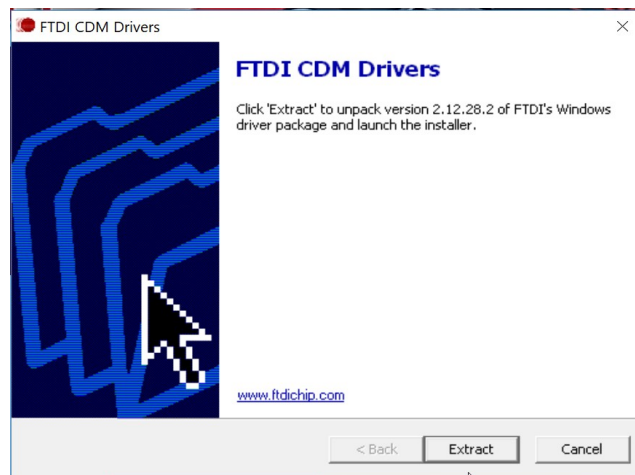 FTDI CDM Drivers
FTDI CDM Drivers
Click 'Extract' to unpack version 2.12.28.2 of FTDI's Windows
driver package and launch the installer.
www.ftdichip.com
< Back Extract Cancel